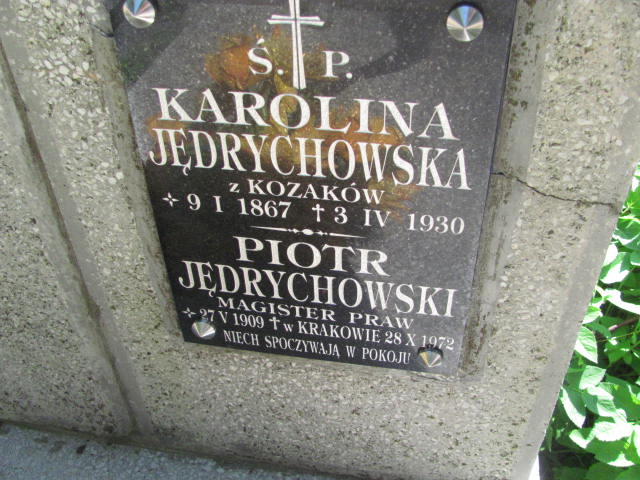 Ś. P.
KAROLINA
JĘDRYCHOWSKA
z KOZAKÓW
✧ 9 I 1867 ✝ 3 IV 1930
PIOTR
JĘDRYCHOWSKI
MAGISTER PRAW
✧ 27 V 1909 ✝ w KRAKOWIE 28 X 1972
NIECH SPOCZYWAJĄ W POKOJU